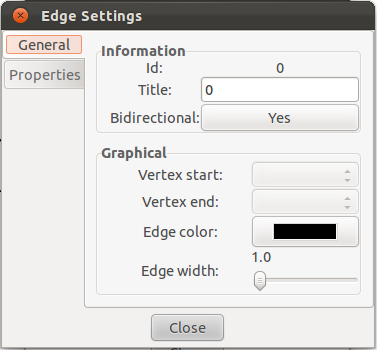 Edge Settings
General
Properties
Information
Id: 0
Title: 0
Bidirectional: Yes
Graphical
Vertex start:
Vertex end:
Edge color:
1.0
Edge width:
Close